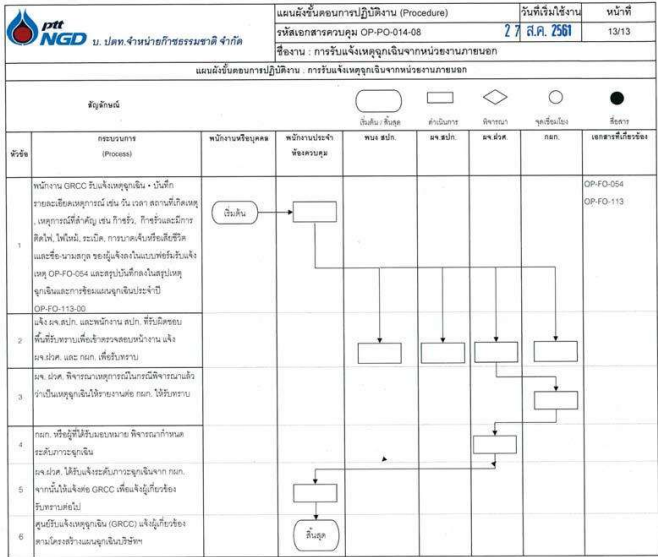 ptt
NGD บ. ปตท.จำหน่ายก๊าซธรรมชาติ จำกัด
แผนผังขั้นตอนการปฏิบัติงาน (Procedure)
วันที่เริ่มใช้งาน
หน้าที่
รหัสเอกสารควบคุม OP-PO-014-08
2 7 ส.ค. 2561
13/13
ชื่องาน : การรับแจ้งเหตุฉุกเฉินจากหน่วยงานภายนอก
แผนผังขั้นตอนการปฏิบัติงาน : การรับแจ้งเหตุฉุกเฉินจากหน่วยงานภายนอก
สัญลักษณ์
เริ่มต้น / สิ้นสุด
ดำเนินการ
พิจารณา
จุดเชื่อมโยง
สื่อสาร
หัวข้อ
กระบวนการ
(Process)
พนักงานหรือบุคคล
พนักงานประจำ
ห้องควบคุม
พนง สปก.
ผจ.สปก.
ผจ.ฝวศ.
กผก.
เอกสารที่เกี่ยวข้อง
1
พนักงาน GRCC รับแจ้งเหตุฉุกเฉิน + บันทึก
รายละเอียดเหตุการณ์ เช่น วัน เวลา สถานที่เกิดเหตุ
, เหตุการณ์ที่สำคัญ เช่น ก๊าซรั่ว, ก๊าซรั่วและมีการ
ติดไฟ, ไฟไหม้, ระเบิด, การบาดเจ็บหรือเสียชีวิต
และชื่อ-นามสกุล ของผู้แจ้งลงในแบบฟอร์มรับแจ้ง
เหตุ OP-FO-054 และสรุปบันทึกลงในสรุปเหตุ
ฉุกเฉินและการซ้อมแผนฉุกเฉินประจำปี
OP-FO-113-00
เริ่มต้น
OP-FO-054
OP-FO-113
2
แจ้ง ผจ.สปก. และพนักงาน สปก. ที่รับผิดชอบ
พื้นที่รับทราบเพื่อเข้าตรวจสอบหน้างาน แจ้ง
ผจ.ฝวศ. และ กผก. เพื่อรับทราบ
3
ผจ. ฝวศ. พิจารณาเหตุการณ์ในกรณีพิจารณาแล้ว
ว่าเป็นเหตุฉุกเฉินให้รายงานต่อ กผก. ให้รับทราบ
4
กผก. หรือผู้ที่ได้รับมอบหมาย พิจารณากำหนด
ระดับภาวะฉุกเฉิน
5
ผจ.ฝวศ. ได้รับแจ้งระดับภาวะฉุกเฉินจาก กผก.
จากนั้นให้แจ้งต่อ GRCC เพื่อแจ้งผู้เกี่ยวข้อง
รับทราบต่อไป
6
ศูนย์รับแจ้งเหตุฉุกเฉิน (GRCC) แจ้งผู้เกี่ยวข้อง
ตามโครงสร้างแผนฉุกเฉินบริษัทฯ
สิ้นสุด